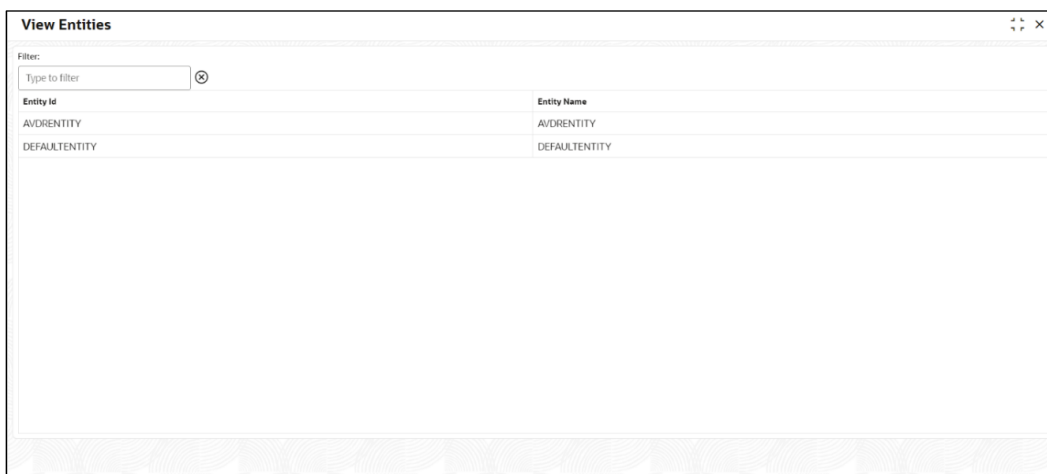 View Entities
Filter:
Type to filter
Entity Id Entity Name
AVDRENTITY AVDRENTITY
DEFAULTENTITY DEFAULTENTITY